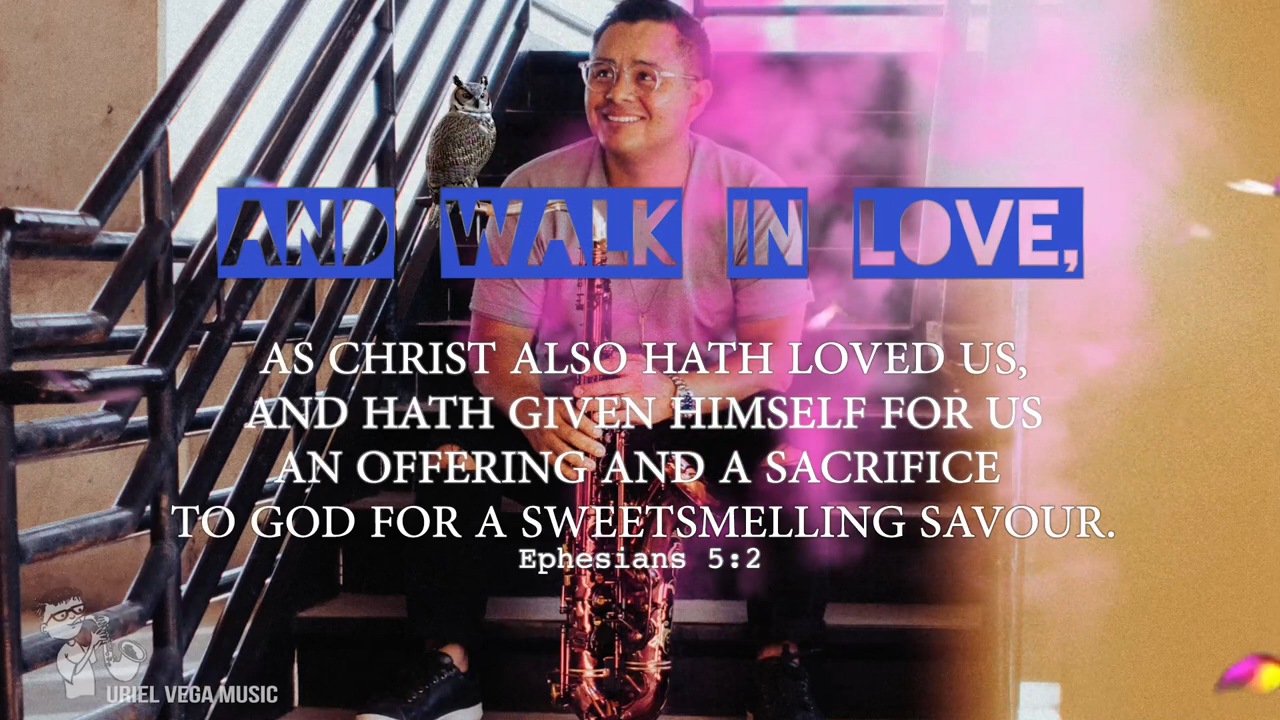 AND WALK IN LOVE,
AS CHRIST ALSO HATH LOVED US,
AND HATH GIVEN HIMSELF FOR US
AN OFFERING AND A SACRIFICE
TO GOD FOR A SWEETSMELLING SAVOUR.
Ephesians 5:2
URIEL VEGA MUSIC